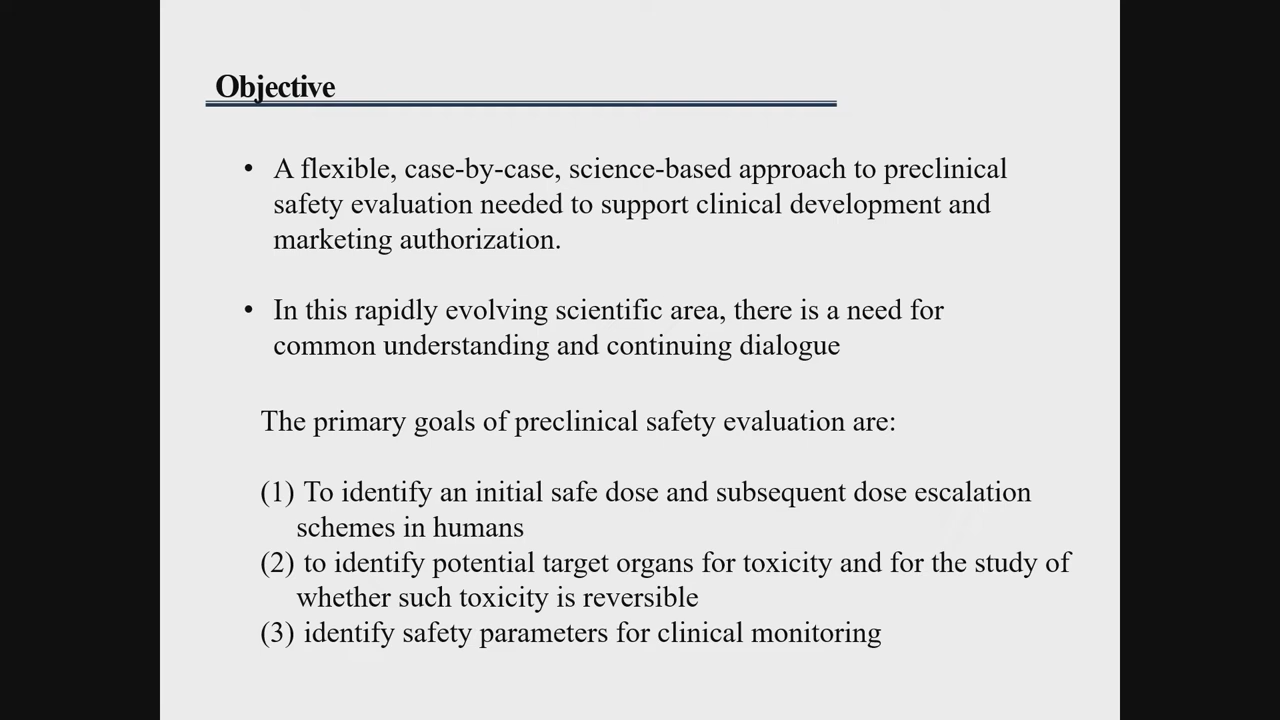 Objective
• A flexible, case-by-case, science-based approach to preclinical
safety evaluation needed to support clinical development and
marketing authorization.
• In this rapidly evolving scientific area, there is a need for
common understanding and continuing dialogue
The primary goals of preclinical safety evaluation are:
(1) To identify an initial safe dose and subsequent dose escalation
schemes in humans
(2) to identify potential target organs for toxicity and for the study of
whether such toxicity is reversible
(3) identify safety parameters for clinical monitoring